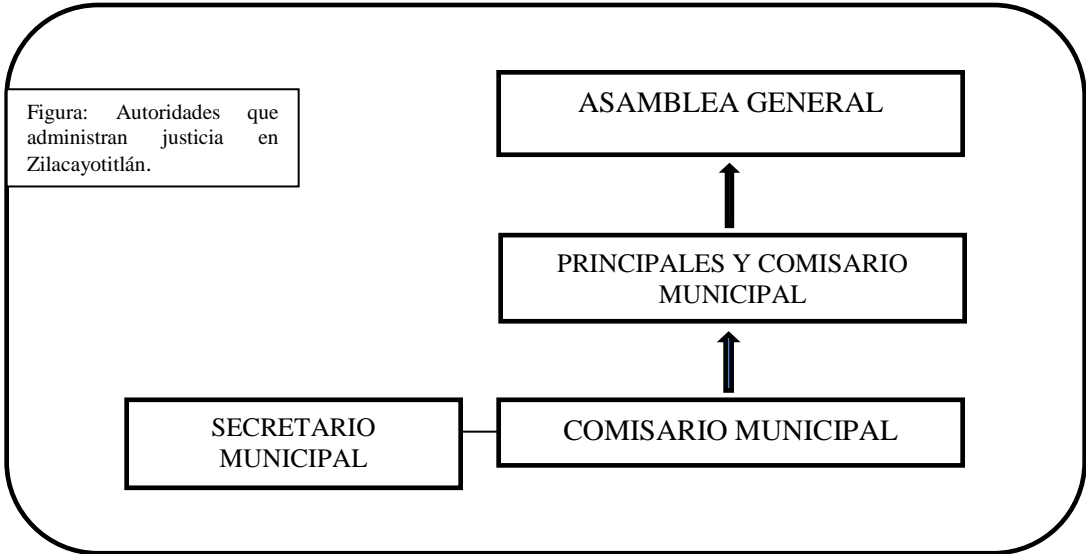 Figura: Autoridades que
administran justicia en
Zilacayotitlán.
ASAMBLEA GENERAL
PRINCIPALES Y COMISARIO
MUNICIPAL
SECRETARIO
MUNICIPAL
COMISARIO MUNICIPAL